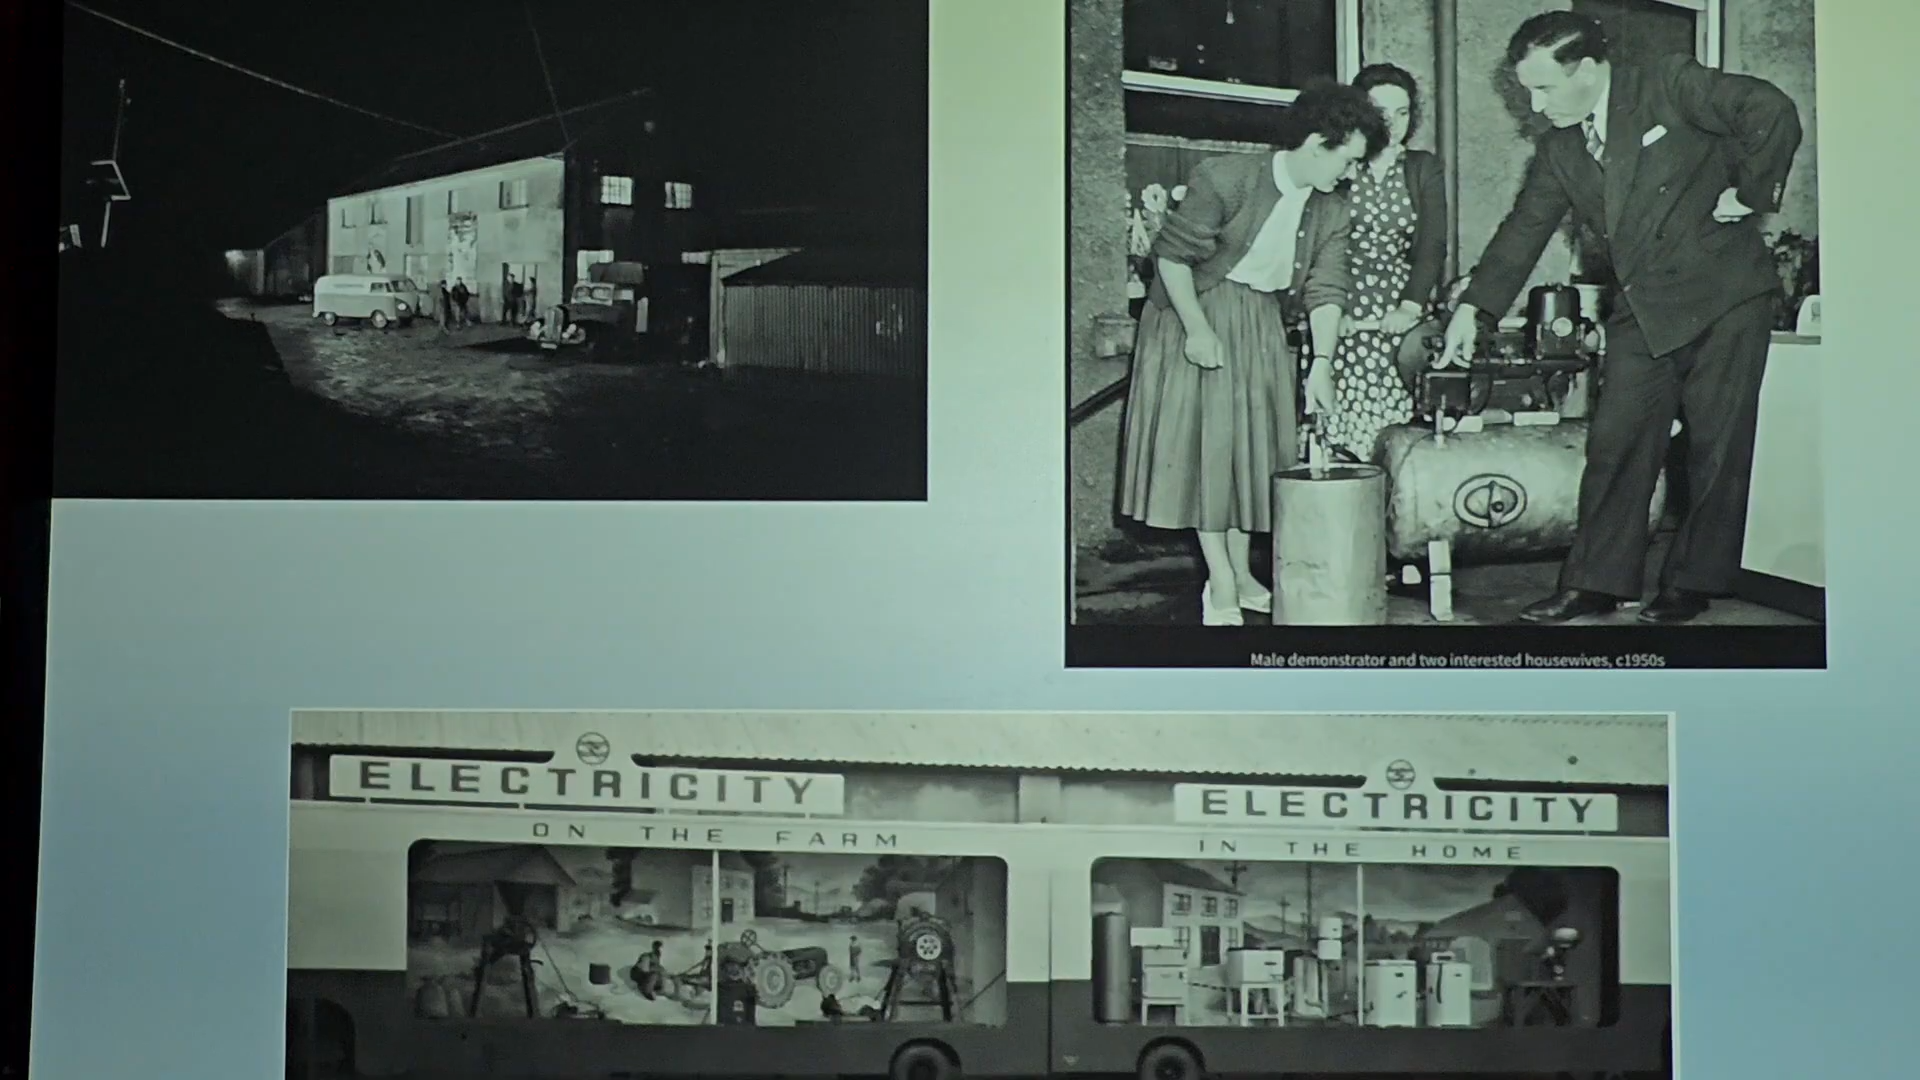 Male demonstrator and two interested housewives, c1950s
ELECTRICITY
ON THE FARM
ELECTRICITY
IN THE HOME